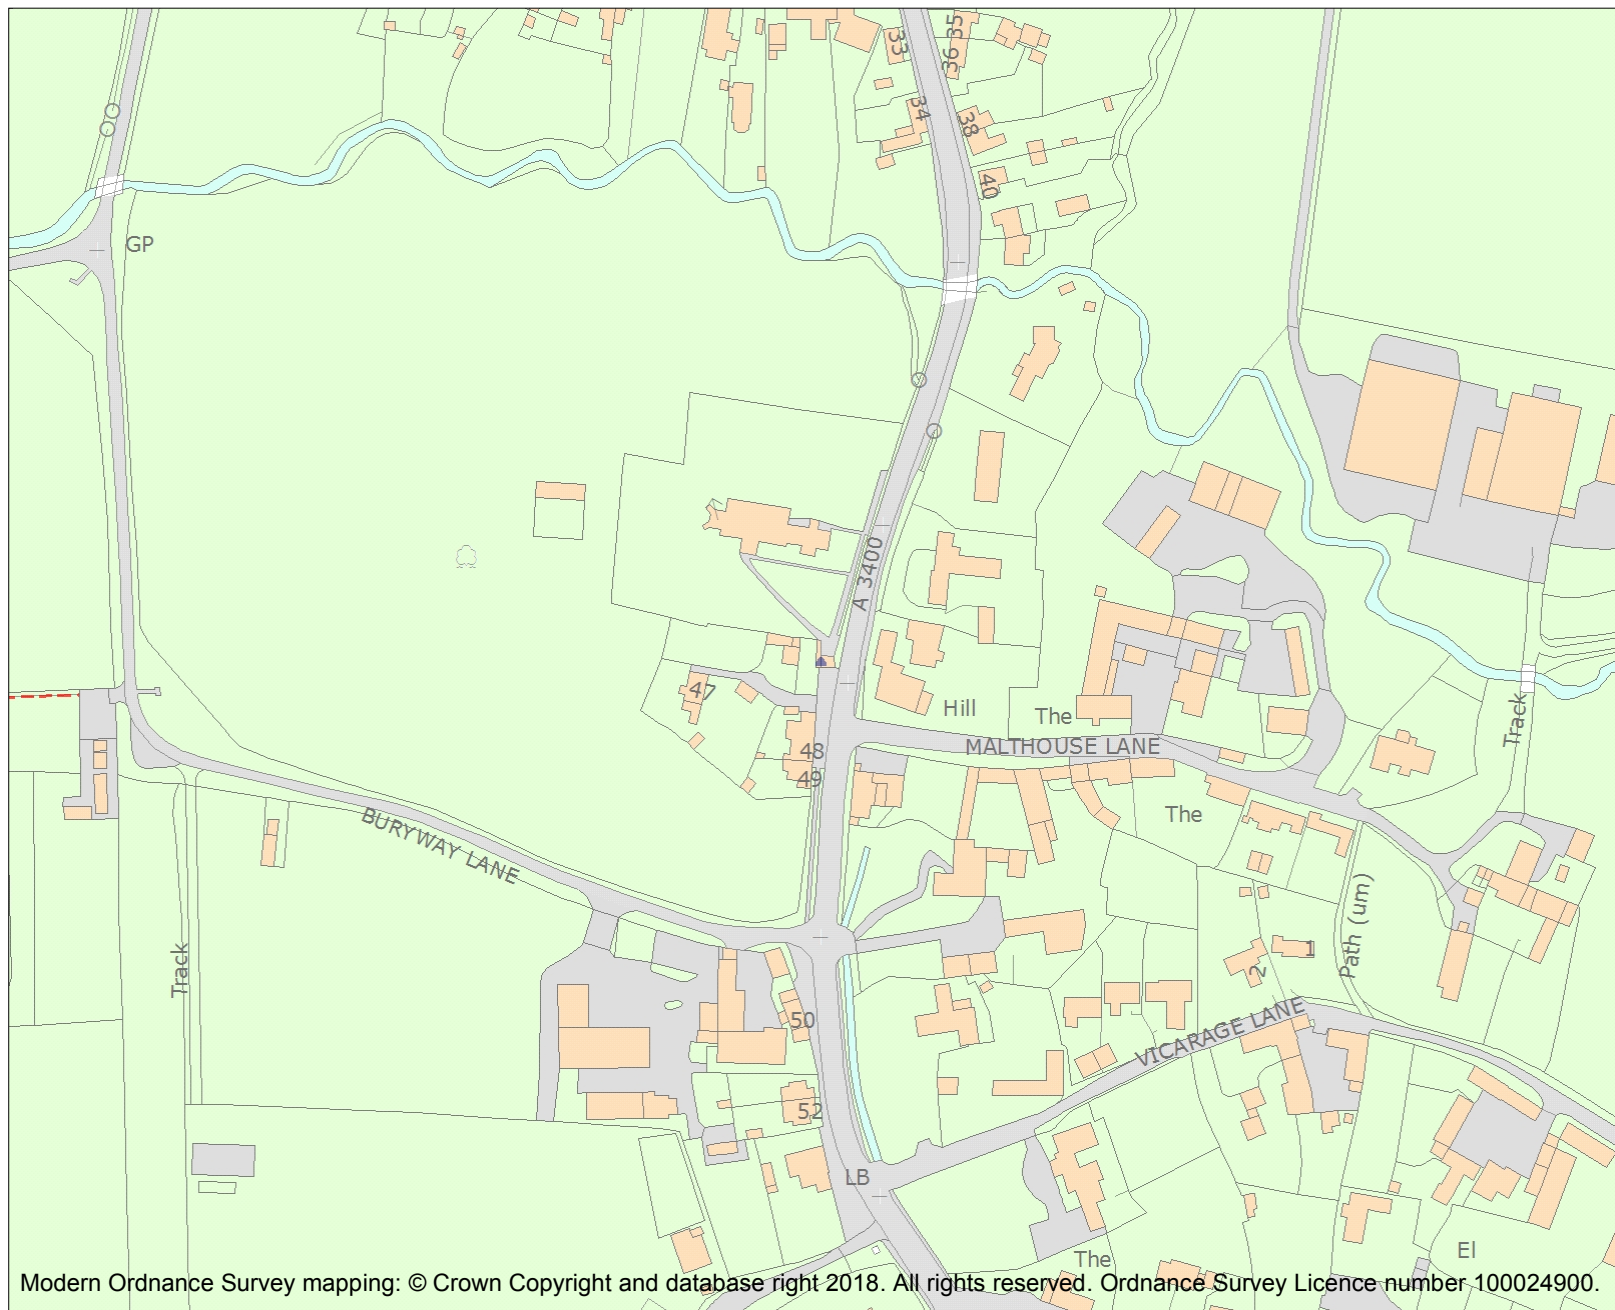 33
36 35
34
38
40
GP
A 3400
47
48
49
Hill
The
MALTHOUSE LANE
The
Track
BURYWAY LANE
Track
Path (um)
1
2
50
VICARAGE LANE
52
LB
The
El
Modern Ordnance Survey mapping: © Crown Copyright and database right 2018. All rights reserved. Ordnance Survey Licence number 100024900.